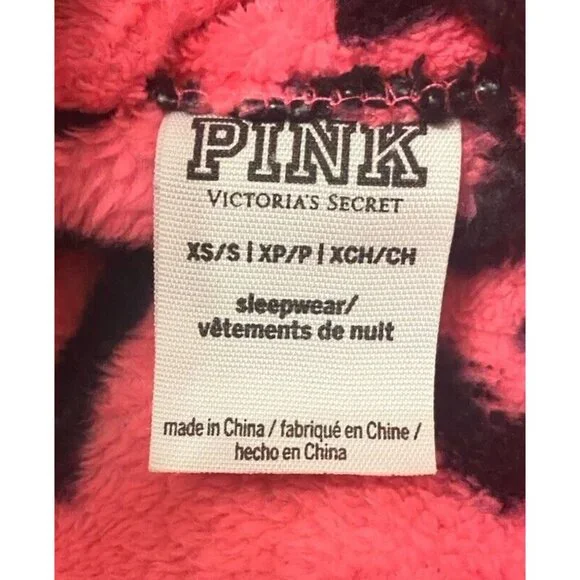 PINK
VICTORIA'S SECRET
XS/S | XP/P | XCH/CH
sleepwear/
vêtements de nuit
made in China / fabriqué en Chine /
hecho en China